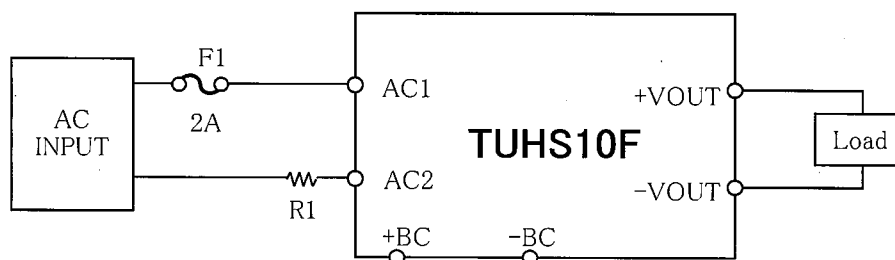 F1
2A
AC
INPUT
R1
AC1
AC2
TUHS10F
+VOUT
-VOUT
+BC
-BC
Load